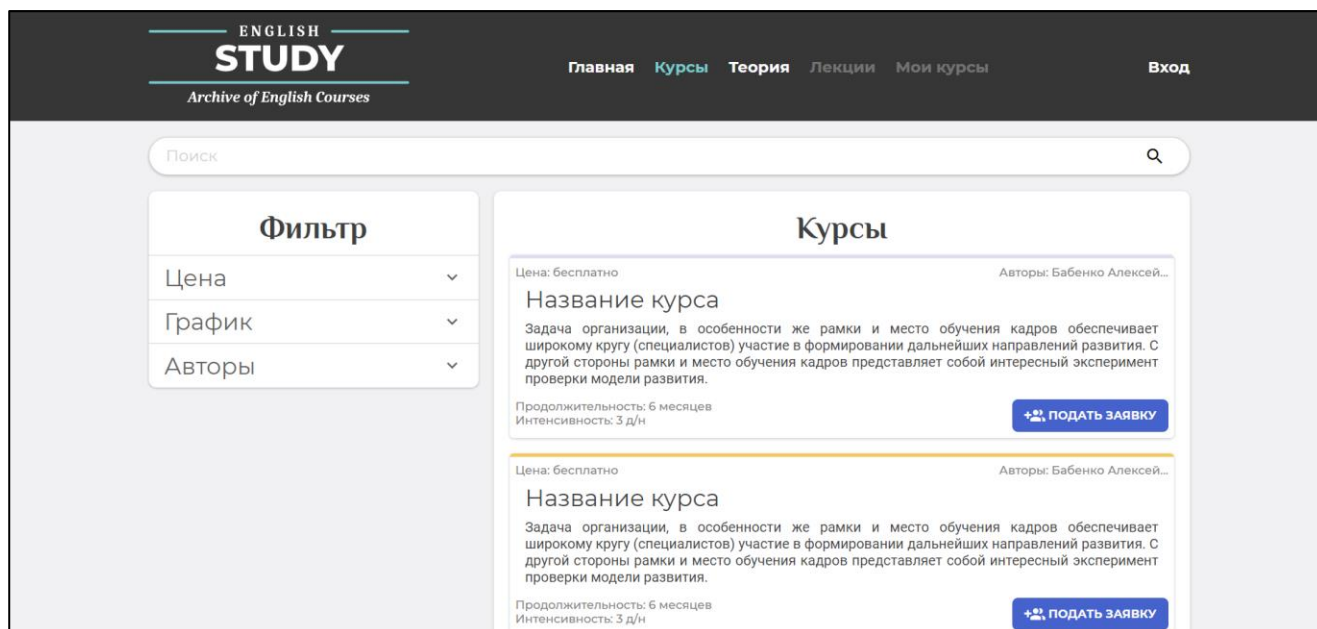 ENGLISH
STUDY
Archive of English Courses
Главная Курсы Теория Лекции Мои курсы Вход
Поиск
Фильтр
Цена
График
Авторы
Курсы
Цена: бесплатно Авторы: Бабенко Алексей...
Название курса
Задача организации, в особенности же рамки и место обучения кадров обеспечивает
широкому кругу (специалистов) участие в формировании дальнейших направлений развития. С
другой стороны рамки и место обучения кадров представляет собой интересный эксперимент
проверки модели развития.
Продолжительность: 6 месяцев
Интенсивность: 3 д/н
ПОДАТЬ ЗАЯВКУ
Цена: бесплатно Авторы: Бабенко Алексей...
Название курса
Задача организации, в особенности же рамки и место обучения кадров обеспечивает
широкому кругу (специалистов) участие в формировании дальнейших направлений развития. С
другой стороны рамки и место обучения кадров представляет собой интересный эксперимент
проверки модели развития.
Продолжительность: 6 месяцев
Интенсивность: 3 д/н
ПОДАТЬ ЗАЯВКУ